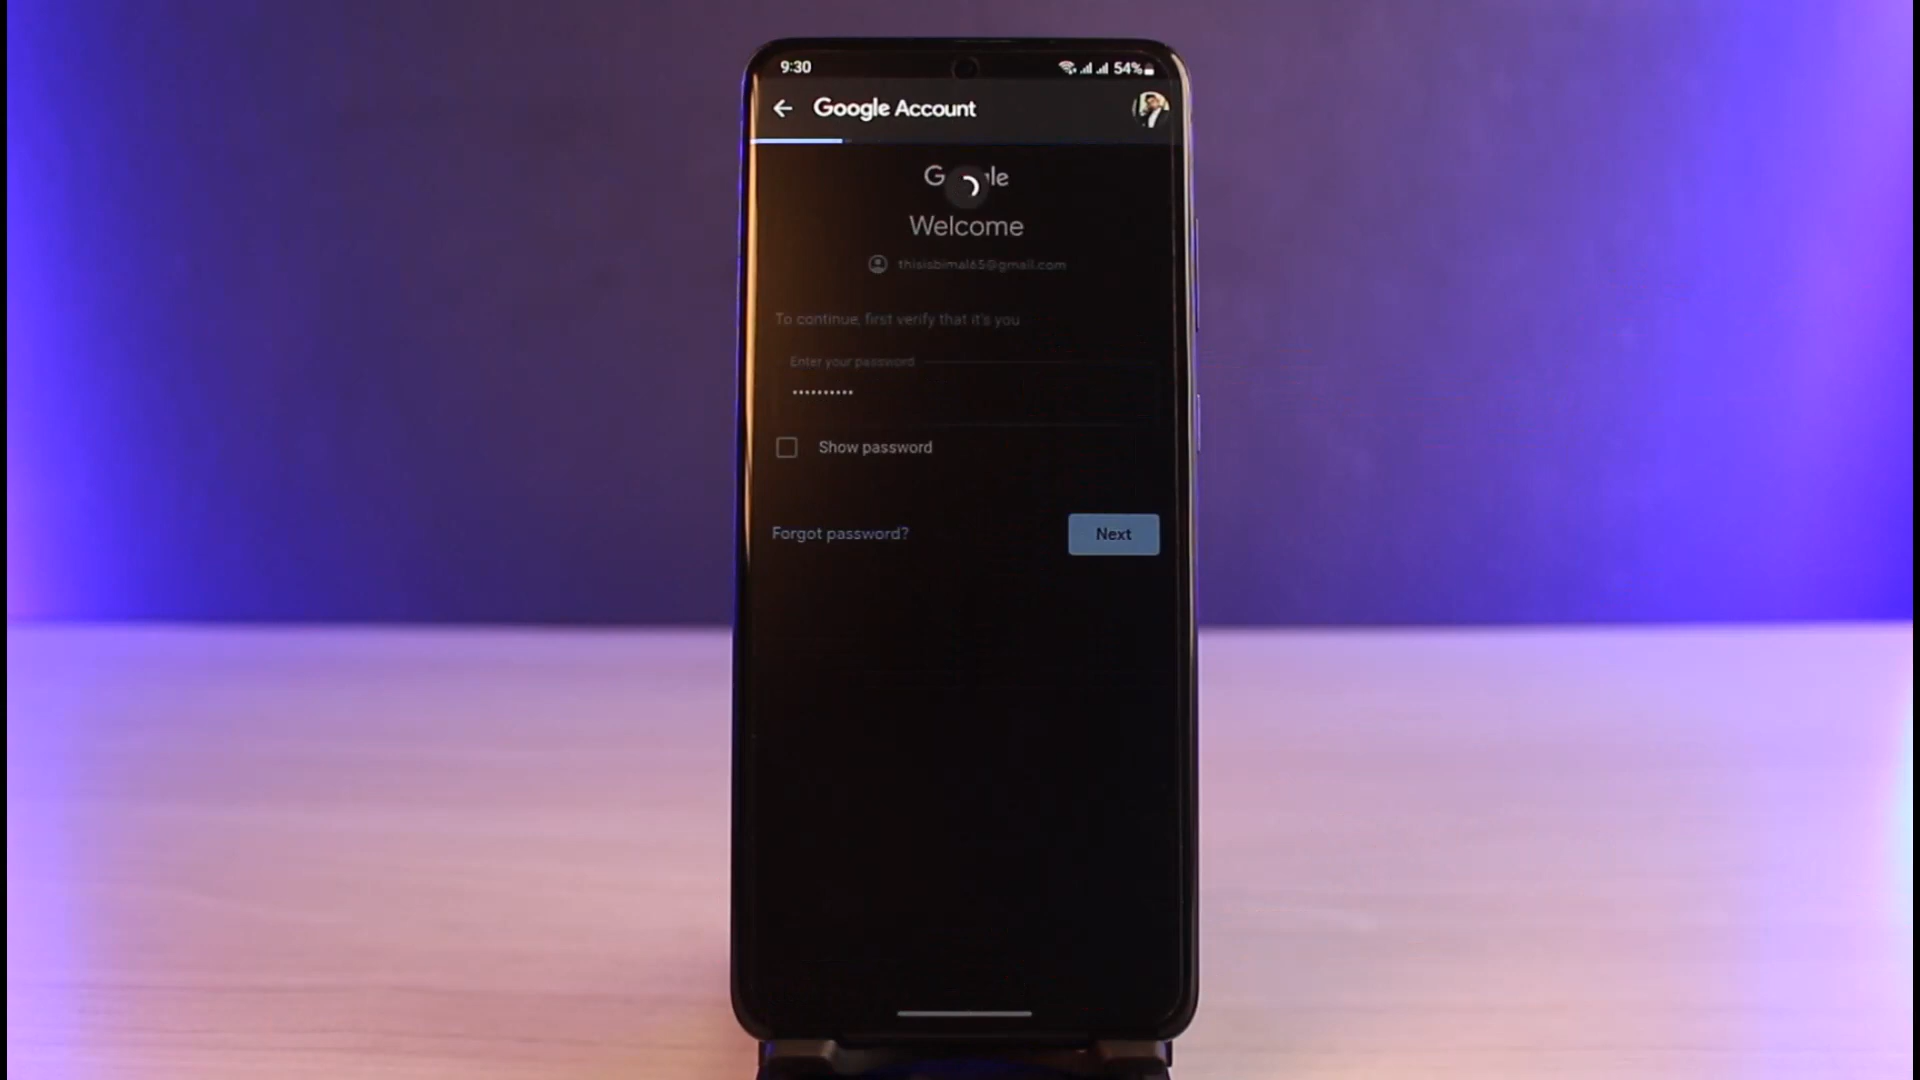 9:30 54%
Google Account
Google
Welcome
thisisbimal65@gmail.com
To continue, first verify that it's you
Enter your password
••••••••••
Show password
Forgot password? Next